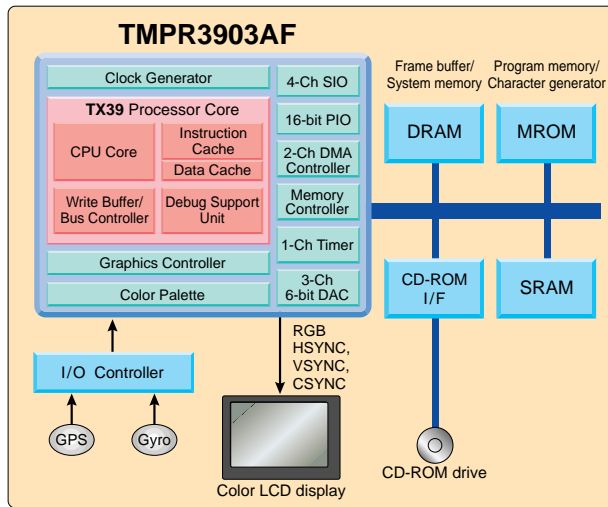 TMPR3903AF
Clock Generator
TX39 Processor Core
CPU Core
Instruction
Cache
Data Cache
Write Buffer/
Bus Controller
Debug Support
Unit
Graphics Controller
Color Palette
4-Ch SIO
16-bit PIO
2-Ch DMA
Controller
Memory
Controller
1-Ch Timer
3-Ch
6-bit DAC
Frame buffer/
System memory
Program memory/
Character generator
DRAM
MROM
CD-ROM
I/F
SRAM
I/O Controller
GPS
Gyro
RGB
HSYNC,
VSYNC,
CSYNC
Color LCD display
CD-ROM drive